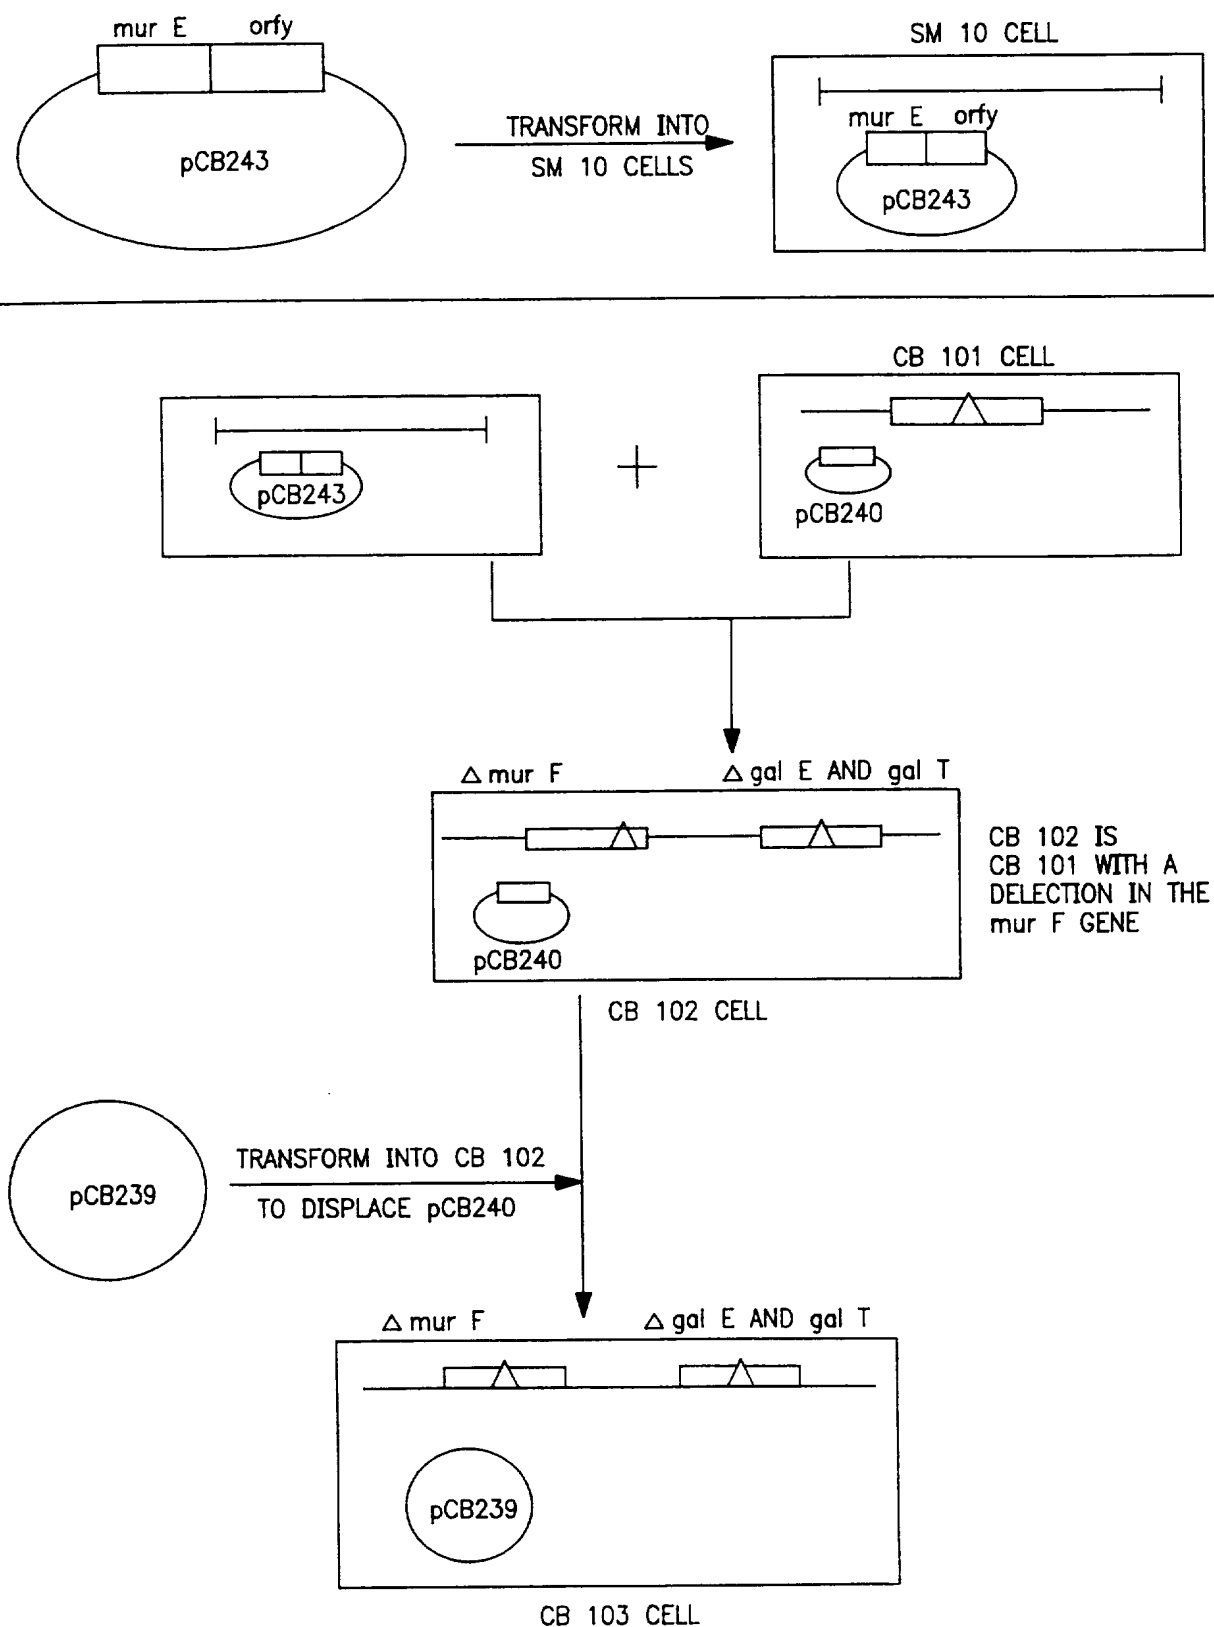 mur E orfy
pCB243
TRANSFORM INTO
SM 10 CELLS
SM 10 CELL
mur E orfy
pCB243
CB 101 CELL
pCB243
pCB240
△ mur F △ gal E AND gal T
pCB240
CB 102 IS
CB 101 WITH A
DELECTION IN THE
mur F GENE
CB 102 CELL
pCB239
TRANSFORM INTO CB 102
TO DISPLACE pCB240
△ mur F △ gal E AND gal T
pCB239
CB 103 CELL